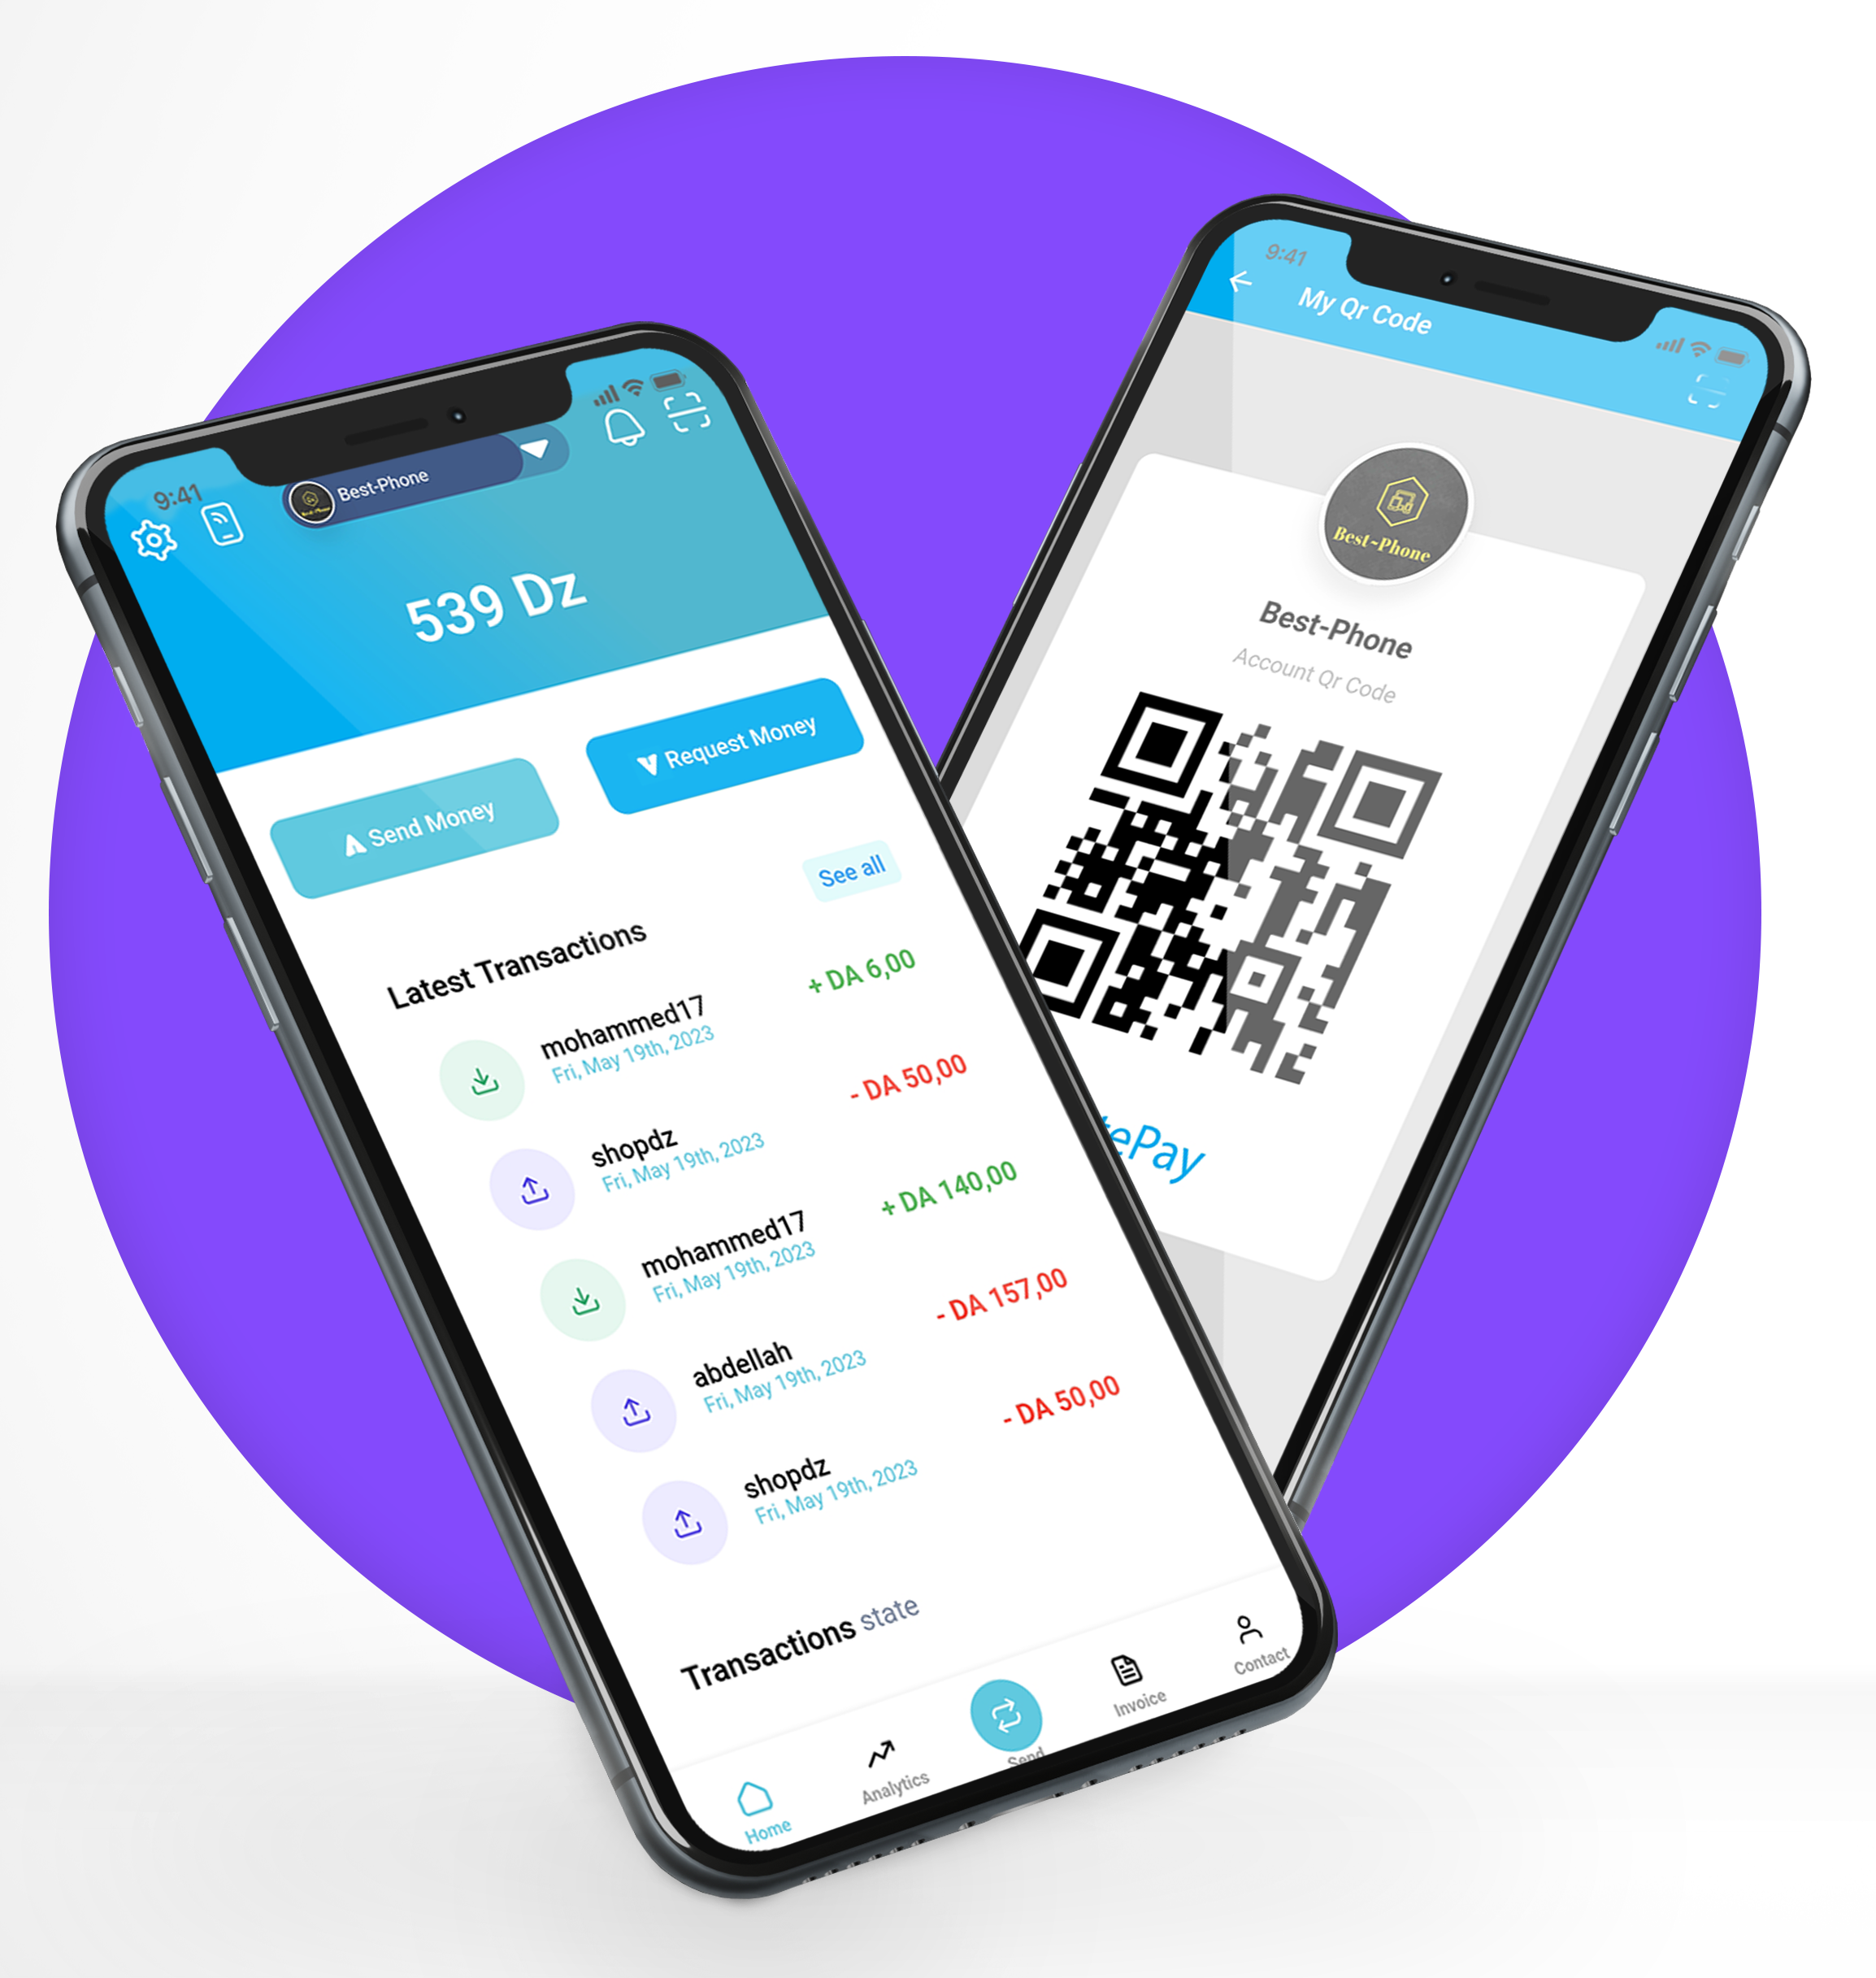 9:41
Best-Phone
539 Dz
Send Money
Request Money
See all
Latest Transactions
mohammed17
Fri, May 19th, 2023
+ DA 6,00
shopdz
Fri, May 19th, 2023
- DA 50,00
mohammed17
Fri, May 19th, 2023
+ DA 140,00
abdellah
Fri, May 19th, 2023
- DA 157,00
shopdz
Fri, May 19th, 2023
- DA 50,00
Transactions state
Home
Analytics
Send
Invoice
Contact
9:41
My Qr Code
Best~Phone
Best-Phone
Account Qr Code
ePay